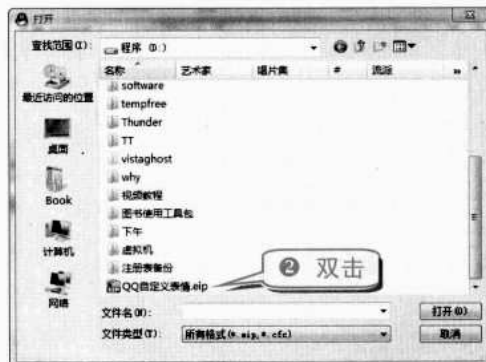 打开
查找范围(I): 程序 (D:)
名称 艺术家 唱片集 # 流派 »
最近访问的位置
桌面
Book
计算机
网络
software
tempfree
Thunder
TT
vistaghost
why
视频教程
图书使用工具包
下午
虚拟机
注册表备份
QQ自定义表情.eip
❷ 双击
文件名(N): 打开(O)
文件类型(T): 所有格式(*.eip,*.cfc) 取消